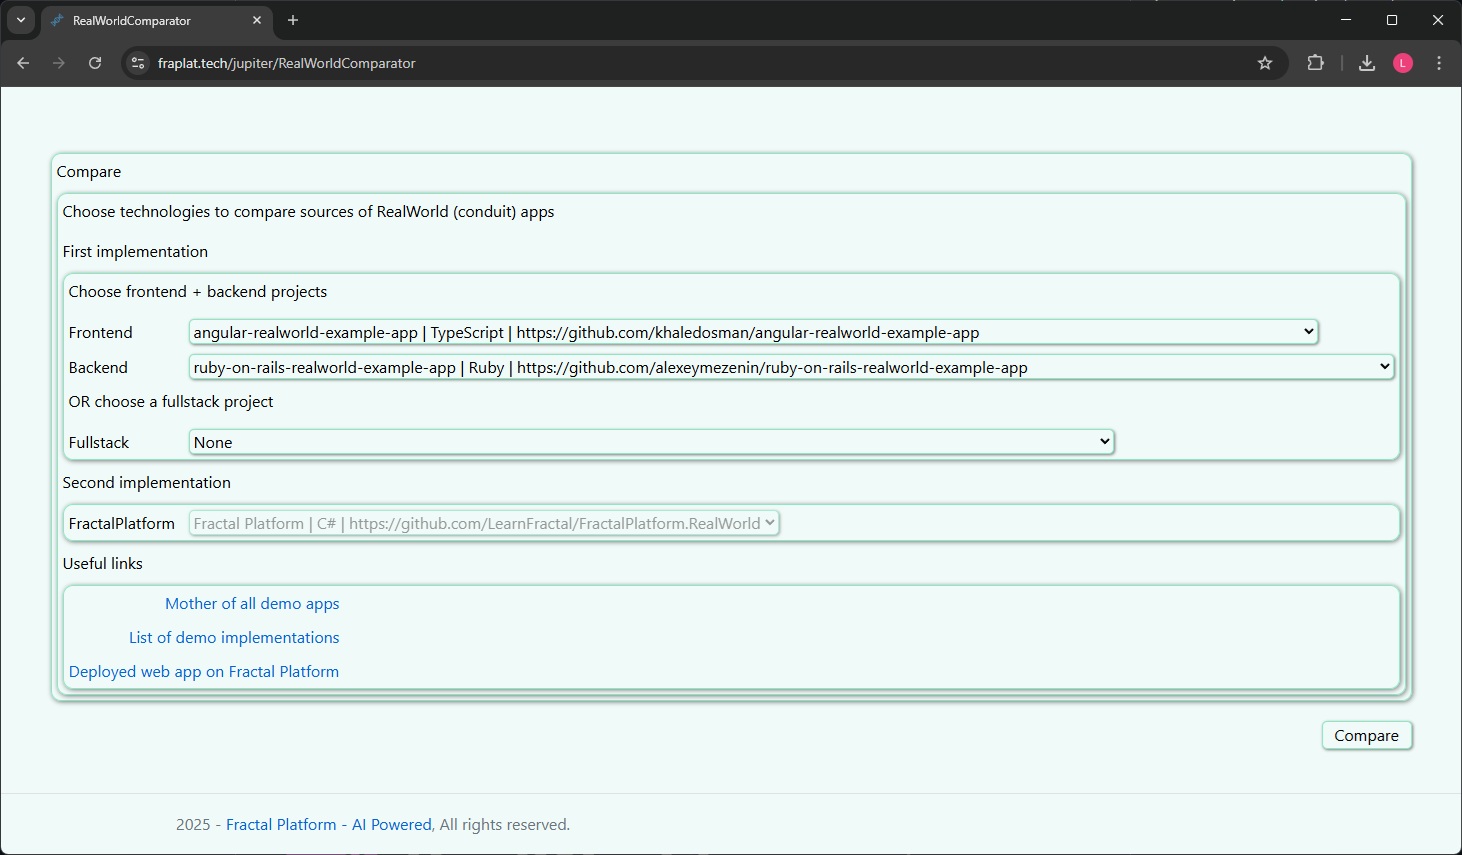 RealWorldComparator
fraplat.tech/jupiter/RealWorldComparator
L
Compare
Choose technologies to compare sources of RealWorld (conduit) apps
First implementation
Choose frontend + backend projects
Frontend angular-realworld-example-app | TypeScript | https://github.com/khaledosman/angular-realworld-example-app
Backend ruby-on-rails-realworld-example-app | Ruby | https://github.com/alexeymezenin/ruby-on-rails-realworld-example-app
OR choose a fullstack project
Fullstack None
Second implementation
FractalPlatform Fractal Platform | C# | https://github.com/LearnFractal/FractalPlatform.RealWorld
Useful links
Mother of all demo apps
List of demo implementations
Deployed web app on Fractal Platform
Compare
2025 - Fractal Platform - AI Powered, All rights reserved.